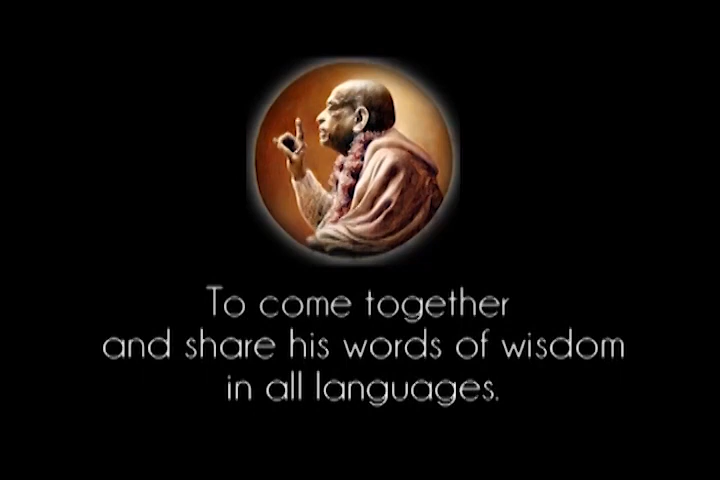 To come together
and share his words of wisdom
in all languages.